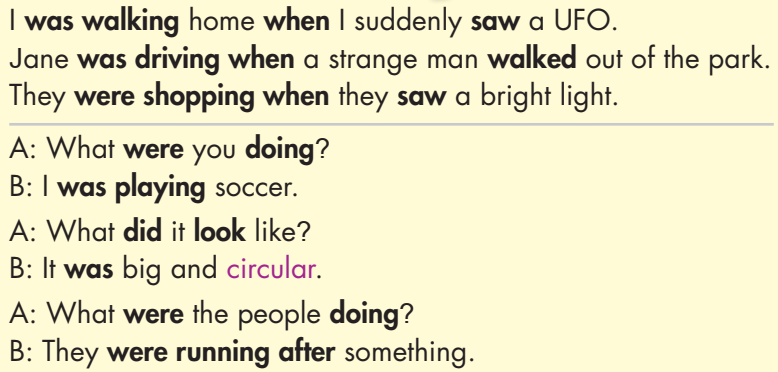 I was walking home when I suddenly saw a UFO.
Jane was driving when a strange man walked out of the park.
They were shopping when they saw a bright light.
A: What were you doing?
B: I was playing soccer.
A: What did it look like?
B: It was big and circular.
A: What were the people doing?
B: They were running after something.